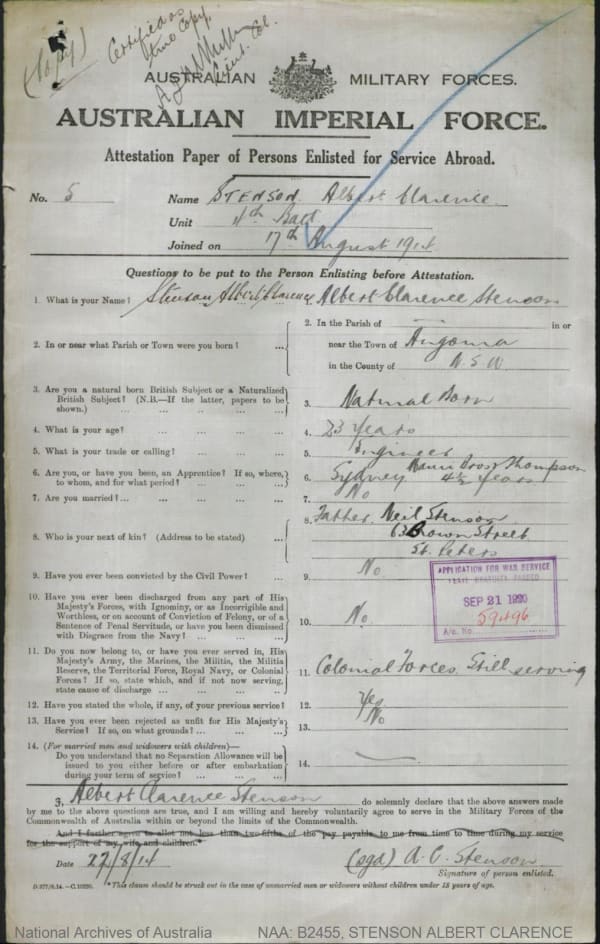 (Copy)
Certified as
true copy.
Lieut. Col.
AUSTRALIAN MILITARY FORCES.
AUSTRALIAN IMPERIAL FORCE.
Attestation Paper of Persons Enlisted for Service Abroad.
No. 5 Name STENSON Albert Clarence.
Unit 4th Batt
Joined on 17th August 1914
Questions to be put to the Person Enlisting before Attestation.
1. What is your Name? Stenson Albert Clarence Albert Clarence Stenson
2. In or near what Parish or Town were you born? ... 2. In the Parish of ——— in or
near the Town of
in the County of N.S.W
3. Are you a natural born British Subject or a Naturalized
British Subject? (N.B.—If the latter, papers to be
shown.) ... ... ... ... 3. Natural Born
4. What is your age? ... ... ... ... 4. 23 years
5. What is your trade or calling? ... ... ... 5. Engineer
6. Are you, or have you been, an Apprentice? If so, where,
to whom, and for what period? ... ... ... 6. Sydney Bros Thompson
4½ years
7. Are you married? ... ... ... ... ... 7. No
8. Who is your next of kin? (Address to be stated) ... 8. Father. Neil Stenson
63 Brown Street
St. Peters
9. Have you ever been convicted by the Civil Power? ... 9. No
APPLICATION FOR WAR SERVICE
SEP 21 1920
A/c. No. 59496
10. Have you ever been discharged from any part of His
Majesty's Forces, with Ignominy, or as Incorrigible and
Worthless, or on account of Conviction of Felony, or of a
Sentence of Penal Servitude, or have you been dismissed
with Disgrace from the Navy? ... ... ... 10. No.
11. Do you now belong to, or have you ever served in, His
Majesty's Army, the Marines, the Militia, the Militia
Reserve, the Territorial Force, Royal Navy, or Colonial
Forces? If so, state which, and if not now serving,
state cause of discharge ... ... ... ... 11. Colonial Forces. Still serving
12. Have you stated the whole, if any, of your previous service? 12. Yes
13. Have you ever been rejected as unfit for His Majesty's
Service? If so, on what grounds? ... ... ... 13. No
14. (For married men and widowers with children)—
Do you understand that no Separation Allowance will be
issued to you either before or after embarkation
during your term of service? ... ... ... 14. ———
I, Albert Clarence Stenson do solemnly declare that the above answers made
by me to the above questions are true, and I am willing and hereby voluntarily agree to serve in the Military Forces of the
Commonwealth of Australia within or beyond the limits of the Commonwealth.
And I further agree to allot not less than two-fifths of the pay payable to me from time to time during my service
for the support of my wife and children.*
Date 22/8/14 (sgd) A. C. Stenson.
Signature of person enlisted.
D.377/8.14.—C.10220. *This clause should be struck out in the case of unmarried men or widowers without children under 18 years of age.
National Archives of Australia NAA: B2455, STENSON ALBERT CLARENCE